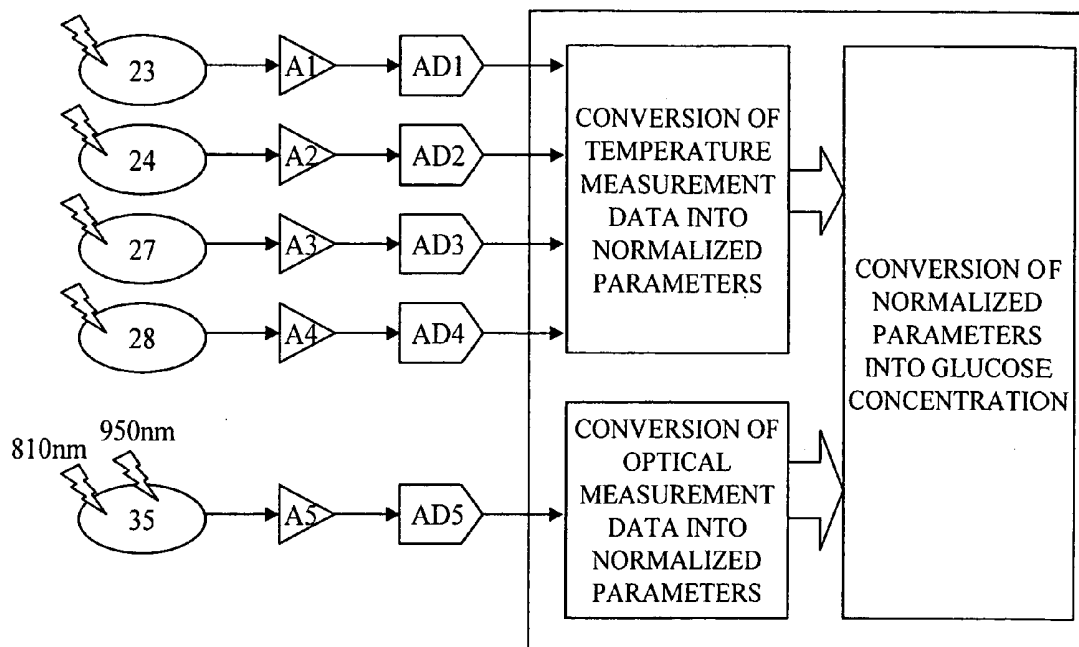 23 A1 AD1
24 A2 AD2
27 A3 AD3
28 A4 AD4
CONVERSION OF
TEMPERATURE
MEASUREMENT
DATA INTO
NORMALIZED
PARAMETERS
810nm 950nm
35 A5 AD5
CONVERSION OF
OPTICAL
MEASUREMENT
DATA INTO
NORMALIZED
PARAMETERS
CONVERSION OF
NORMALIZED
PARAMETERS
INTO GLUCOSE
CONCENTRATION